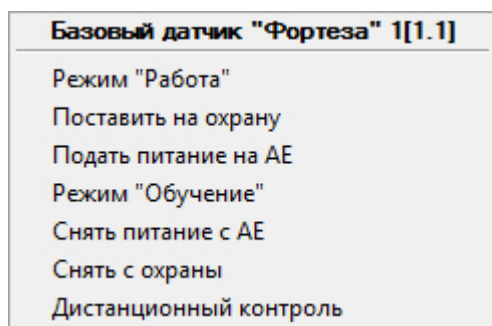 Базовый датчик "Фортеза" 1[1.1]
Режим "Работа"
Поставить на охрану
Подать питание на АЕ
Режим "Обучение"
Снять питание с АЕ
Снять с охраны
Дистанционный контроль